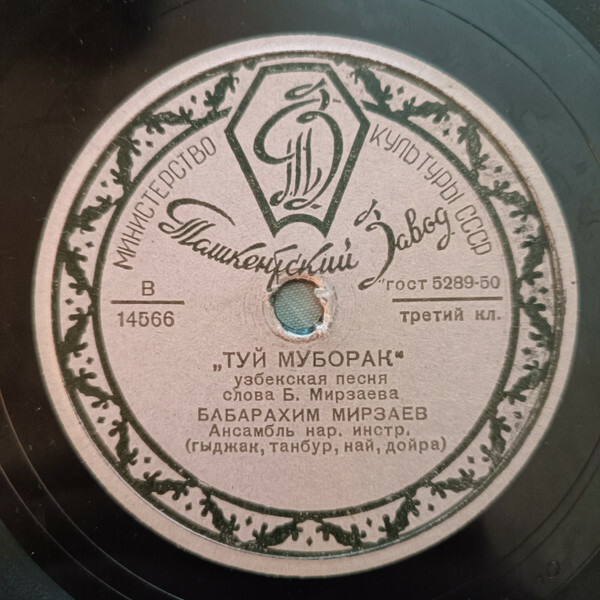 МИНИСТЕРСТВО КУЛЬТУРЫ СССР
Ташкентский Завод
В
14566
ГОСТ 5289-50
третий кл.
„ТУЙ МУБОРАК“
узбекская песня
слова Б. Мирзаева
БАБАРАХИМ МИРЗАЕВ
Ансамбль нар. инстр.
(гыджак, танбур, най, дойра)